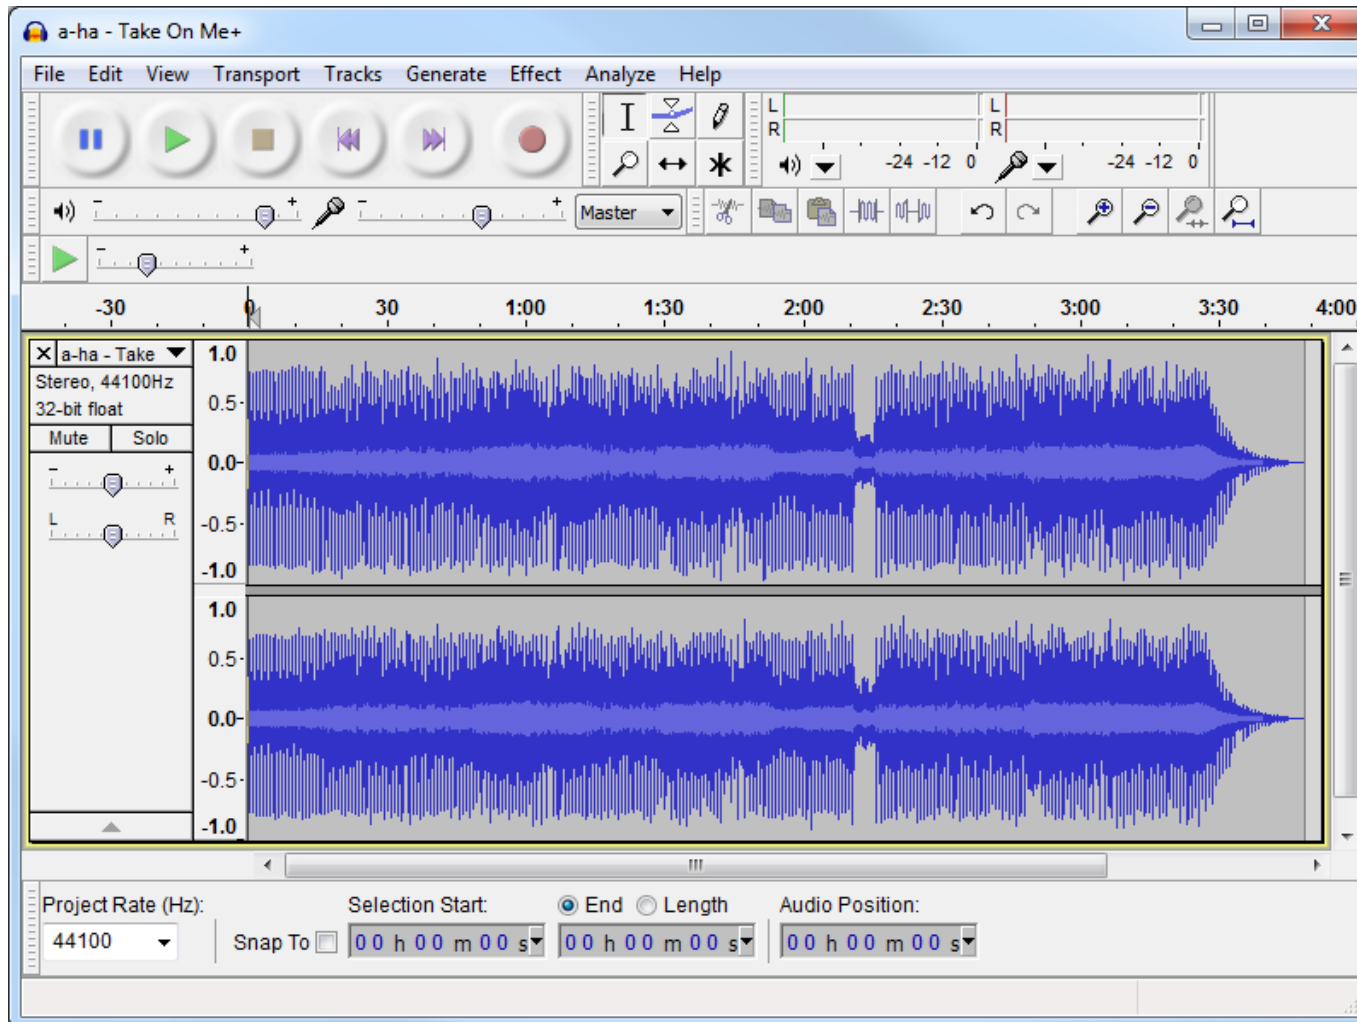 a-ha - Take On Me+
File Edit View Transport Tracks Generate Effect Analyze Help
L L
R R
-24 -12 0 -24 -12 0
- + - + Master
- +
-30 0 30 1:00 1:30 2:00 2:30 3:00 3:30 4:00
X a-ha - Take
Stereo, 44100Hz
32-bit float
Mute Solo
- +
L R
1.0
0.5
0.0
-0.5
-1.0
1.0
0.5
0.0
-0.5
-1.0
Project Rate (Hz): Selection Start: End Length Audio Position:
44100 Snap To 00 h 00 m 00 s 00 h 00 m 00 s 00 h 00 m 00 s